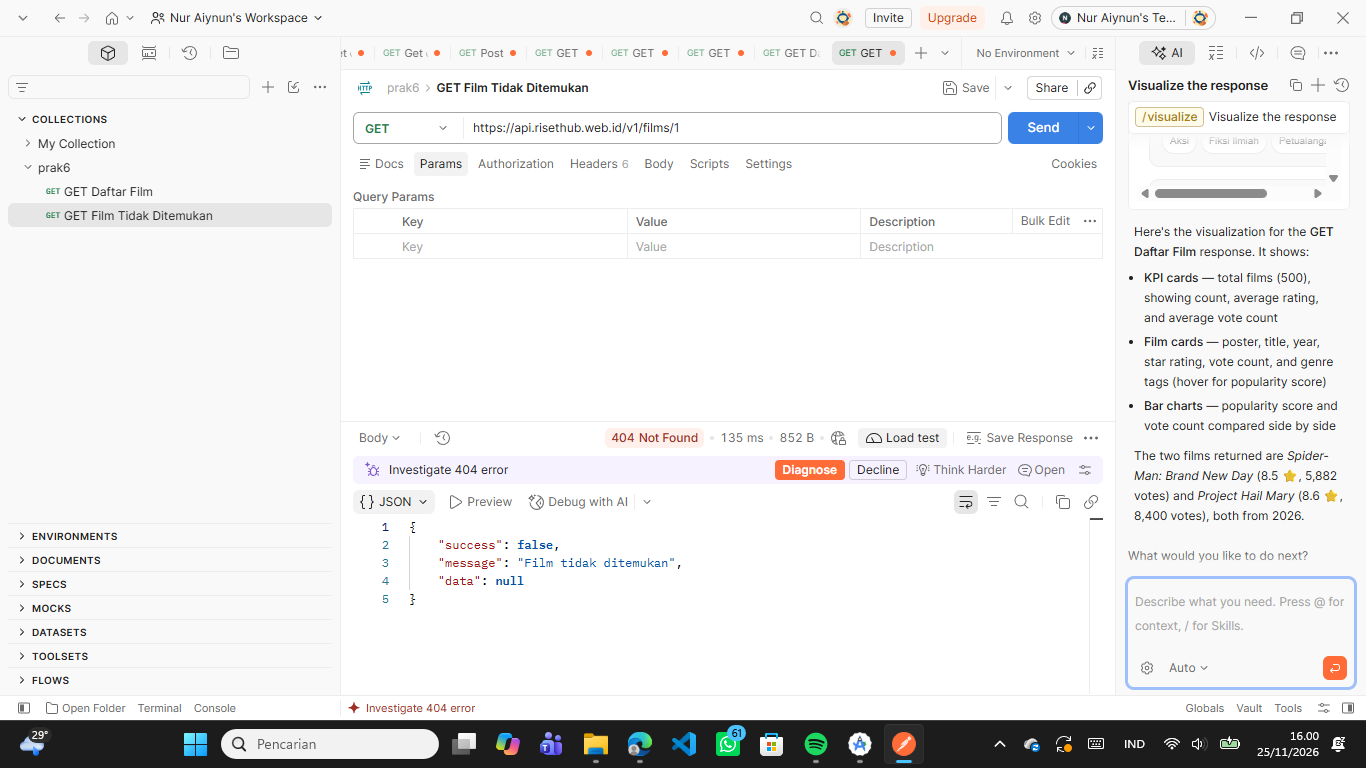 Nur Aiynun's Workspace
Invite
Upgrade
N Nur Aiynun's Te...
GET
Get
GET Post
GET GET
GET GET
GET GET
GET GET D
GET GET
No Environment
AI
COLLECTIONS
My Collection
prak6
GET GET Daftar Film
GET GET Film Tidak Ditemukan
ENVIRONMENTS
DOCUMENTS
SPECS
MOCKS
DATASETS
TOOLSETS
FLOWS
HTTP prak6 > GET Film Tidak Ditemukan
Save
Share
GET https://api.risethub.web.id/v1/films/1
Send
Docs Params Authorization Headers 6 Body Scripts Settings Cookies
Query Params
Key Value Description Bulk Edit
Key Value Description
Body 404 Not Found 135 ms 852 B Load test e.g. Save Response
Investigate 404 error Diagnose Decline Think Harder Open
{ } JSON Preview Debug with AI
1 {
2 "success": false,
3 "message": "Film tidak ditemukan",
4 "data": null
5 }
Visualize the response
/visualize Visualize the response
Aksi Fiksi Ilmiah Petualang
Here's the visualization for the GET
Daftar Film response. It shows:
• KPI cards — total films (500),
showing count, average rating,
and average vote count
• Film cards — poster, title, year,
star rating, vote count, and genre
tags (hover for popularity score)
• Bar charts — popularity score and
vote count compared side by side
The two films returned are Spider-
Man: Brand New Day (8.5 ⭐, 5,882
votes) and Project Hail Mary (8.6 ⭐,
8,400 votes), both from 2026.
What would you like to do next?
Describe what you need. Press @ for
context, / for Skills.
Auto
Open Folder Terminal Console
Investigate 404 error
Globals Vault Tools
29°
Pencarian
61
IND
16.00
25/11/2026